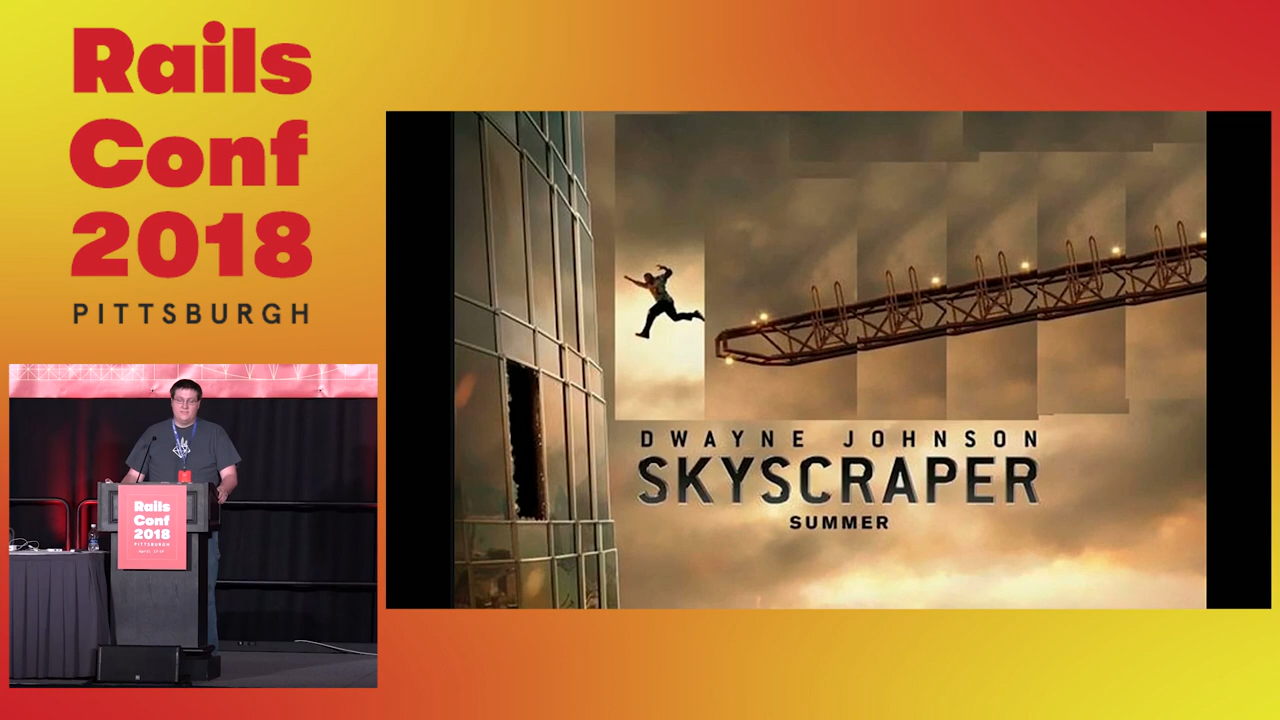 Rails
Conf
2018
PITTSBURGH
DWAYNE JOHNSON
SKYSCRAPER
SUMMER
Rails
Conf
2018
PITTSBURGH